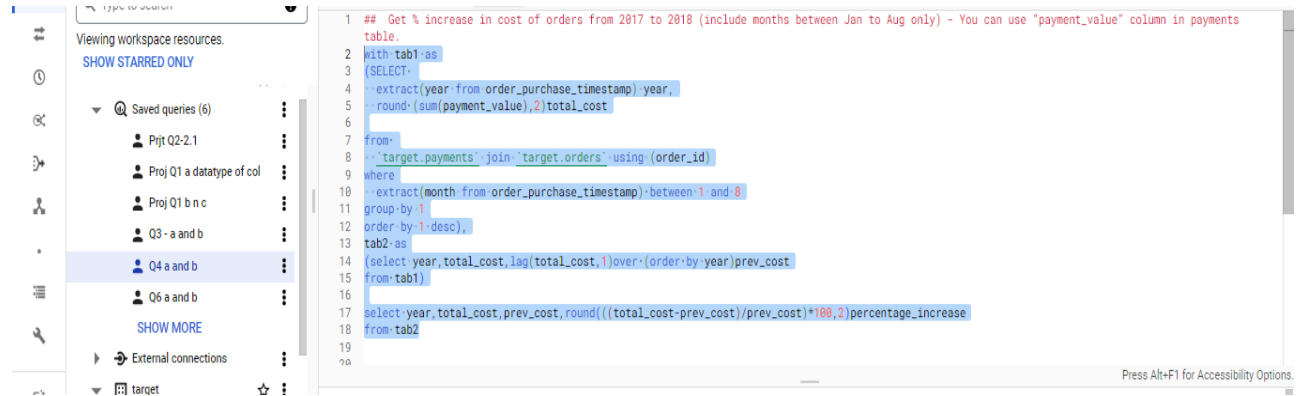 Type to search
Viewing workspace resources.
SHOW STARRED ONLY
Saved queries (6)
Prjt Q2-2.1
Proj Q1 a datatype of col
Proj Q1 b n c
Q3 - a and b
Q4 a and b
Q6 a and b
SHOW MORE
External connections
target
1 ## Get % increase in cost of orders from 2017 to 2018 (include months between Jan to Aug only) - You can use "payment_value" column in payments
table.
2 with tab1 as
3 (SELECT
4 extract(year from order_purchase_timestamp) year,
5 round (sum(payment_value),2)total_cost
6
7 from
8 `target.payments` join `target.orders` using (order_id)
9 where
10 extract(month from order_purchase_timestamp) between 1 and 8
11 group by 1
12 order by 1 desc),
13 tab2 as
14 (select year,total_cost,lag(total_cost,1)over (order by year)prev_cost
15 from tab1)
16
17 select year,total_cost,prev_cost,round(((total_cost-prev_cost)/prev_cost)*100,2)percentage_increase
18 from tab2
19
20
Press Alt+F1 for Accessibility Options.